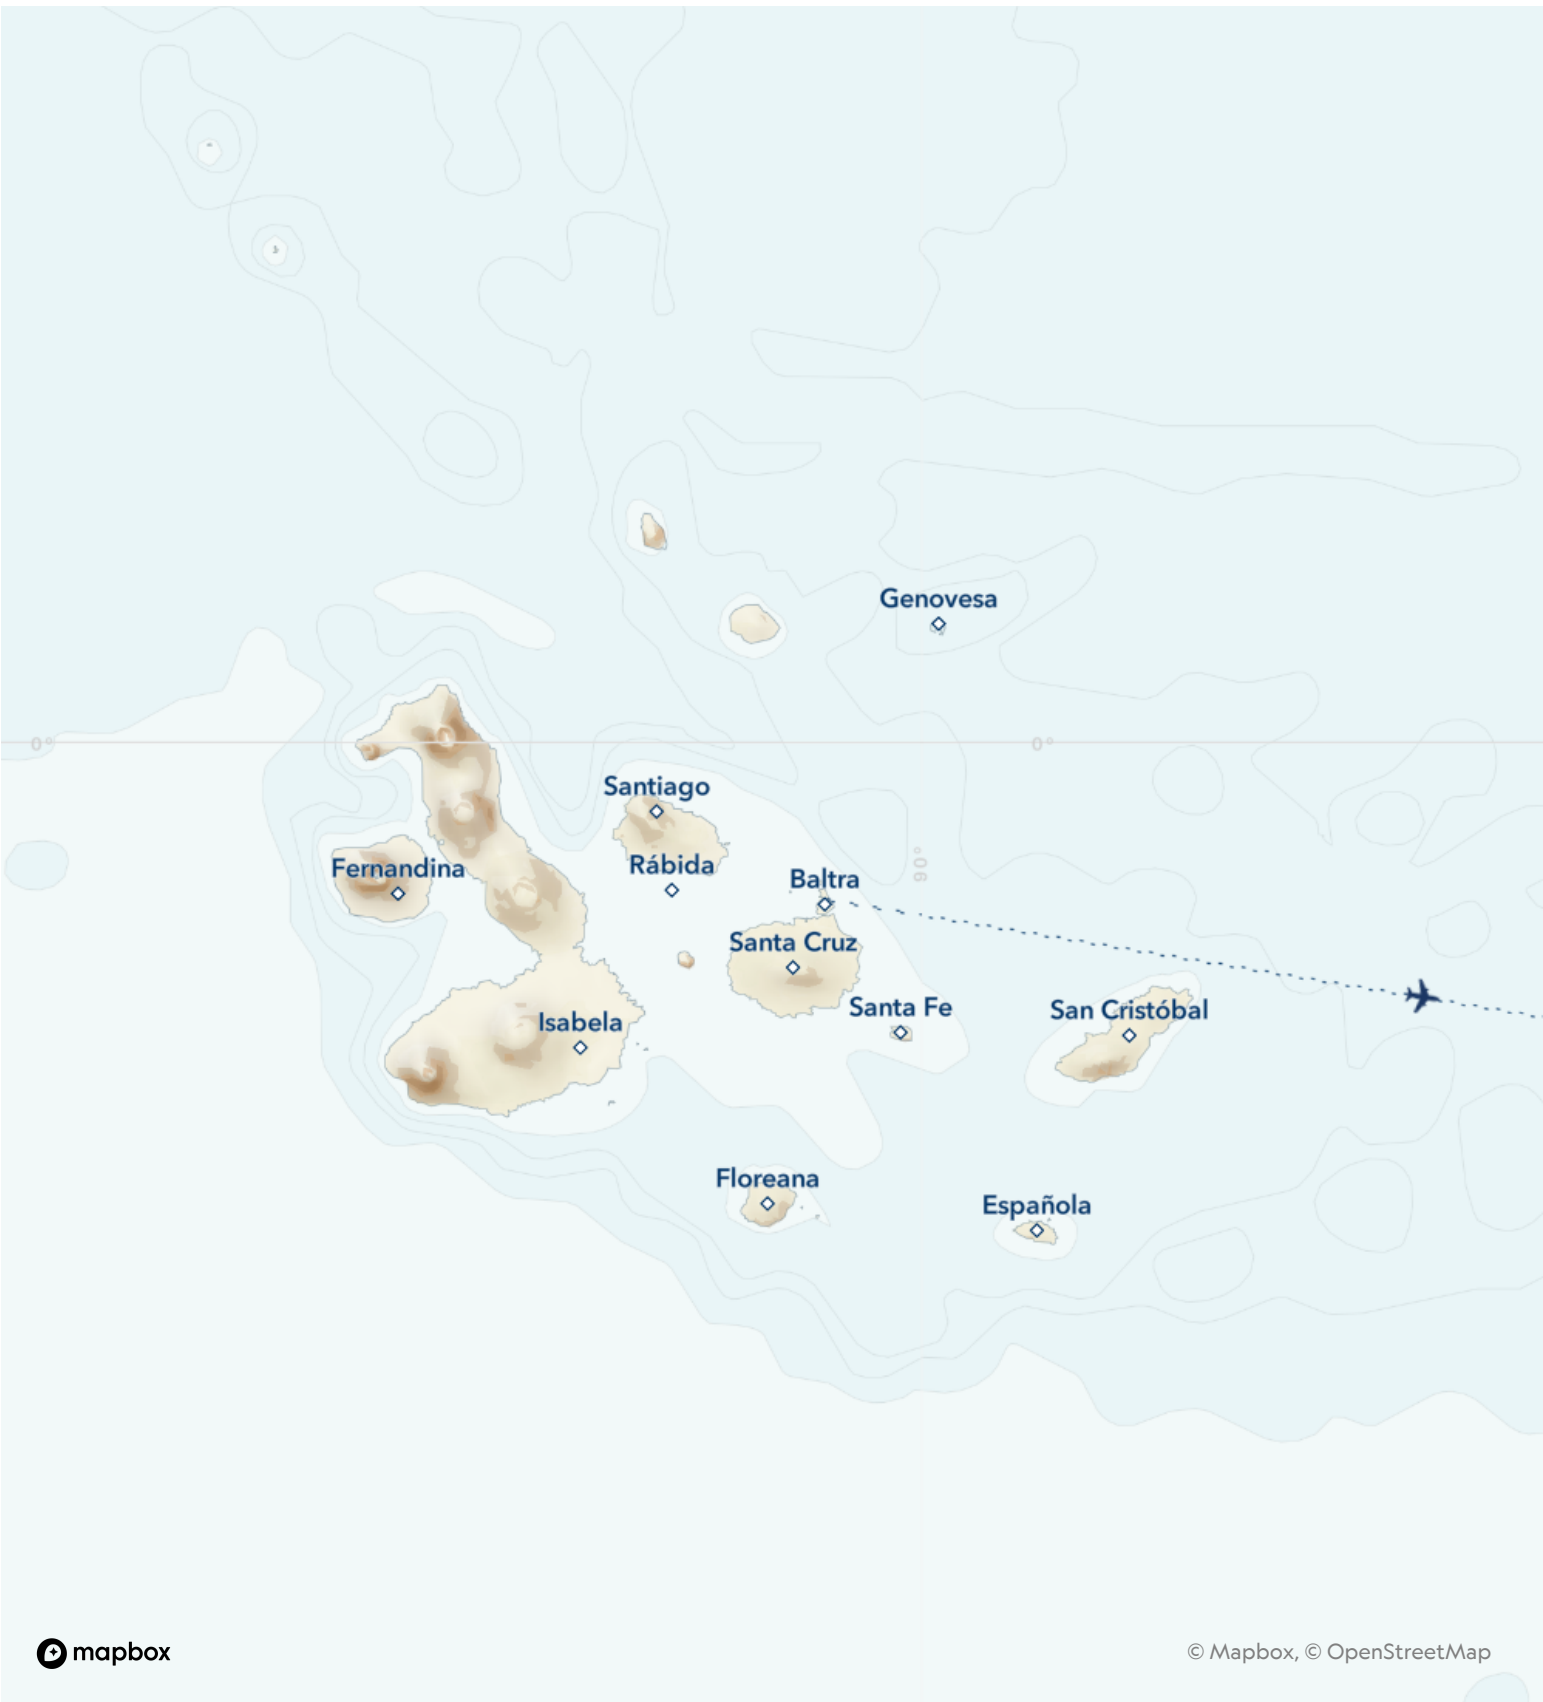 Genovesa
0°
0°
Santiago
Rábida
Fernandina
Baltra
90°
Santa Cruz
Santa Fe
San Cristóbal
Isabela
Floreana
Española
mapbox
© Mapbox, © OpenStreetMap